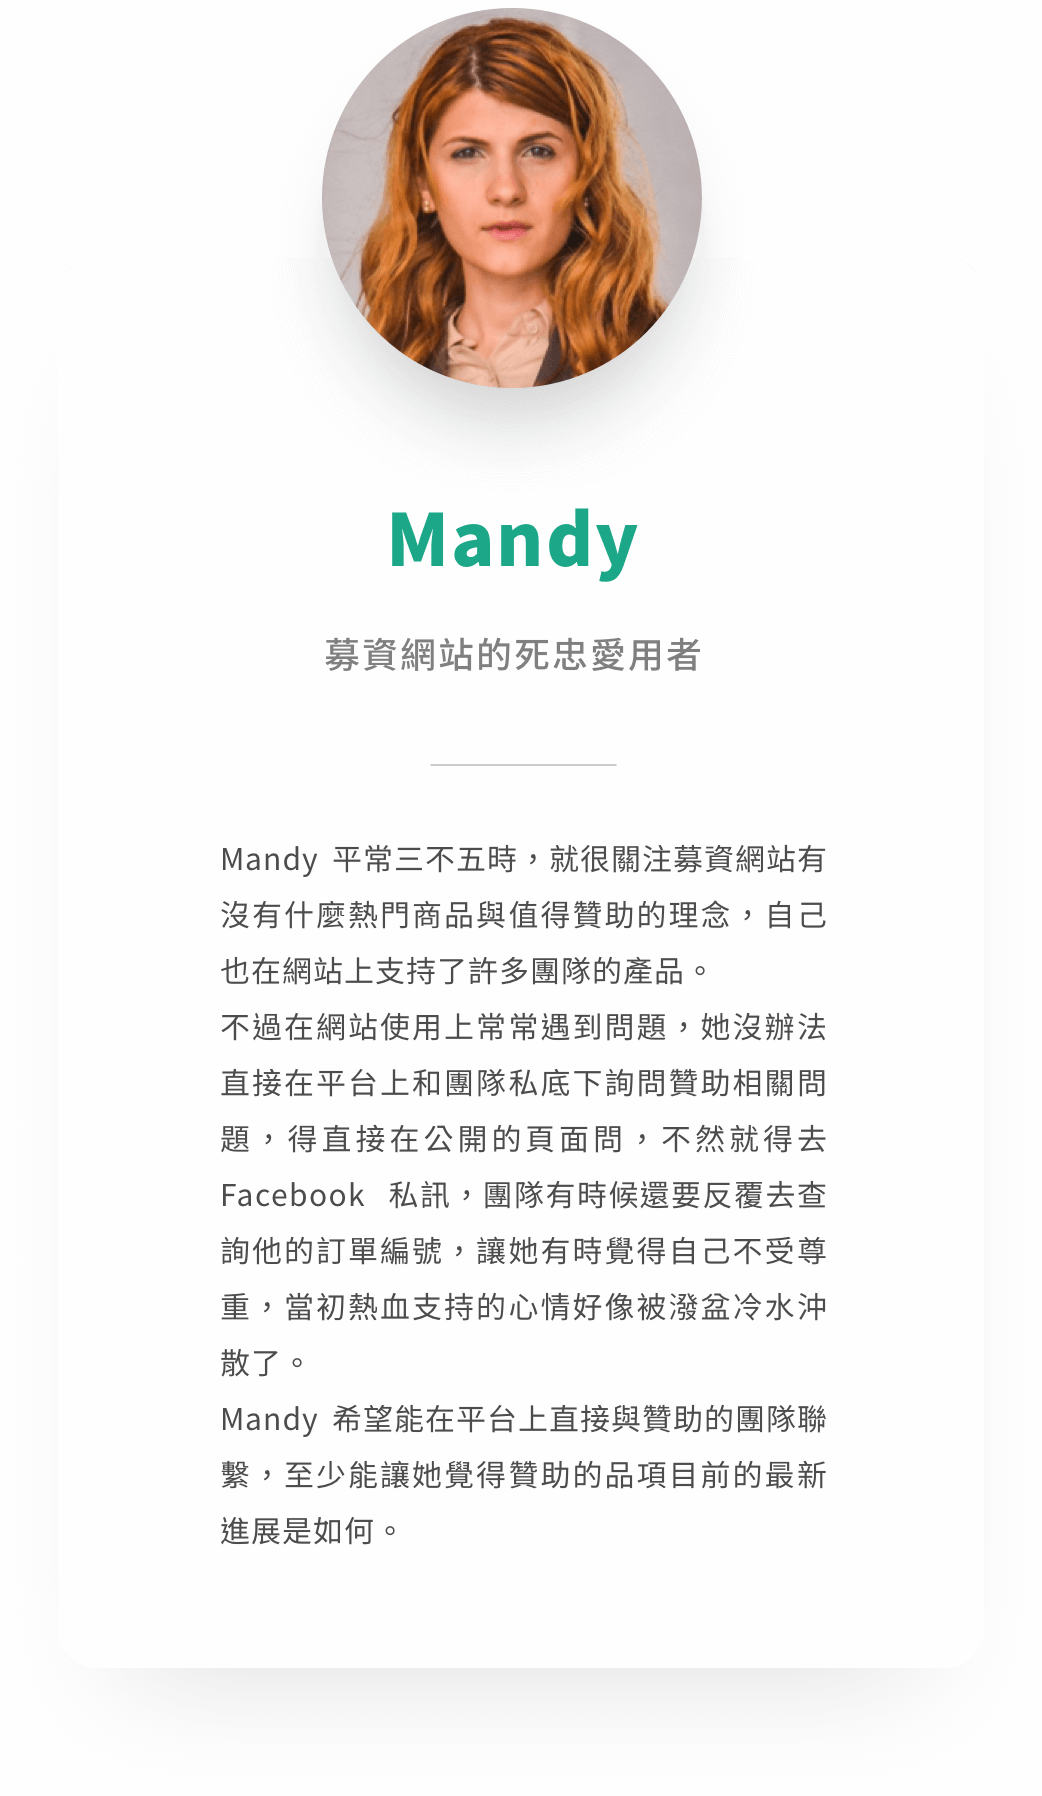 Mandy
募資網站的死忠愛用者
Mandy 平常三不五時，就很關注募資網站有
沒有什麼熱門商品與值得贊助的理念，自己
也在網站上支持了許多團隊的產品。
不過在網站使用上常常遇到問題，她沒辦法
直接在平台上和團隊私底下詢問贊助相關問
題，得直接在公開的頁面問，不然就得去
Facebook 私訊，團隊有時候還要反覆去查
詢他的訂單編號，讓她有時覺得自己不受尊
重，當初熱血支持的心情好像被潑盆冷水沖
散了。
Mandy 希望能在平台上直接與贊助的團隊聯
繫，至少能讓她覺得贊助的品項目前的最新
進展是如何。